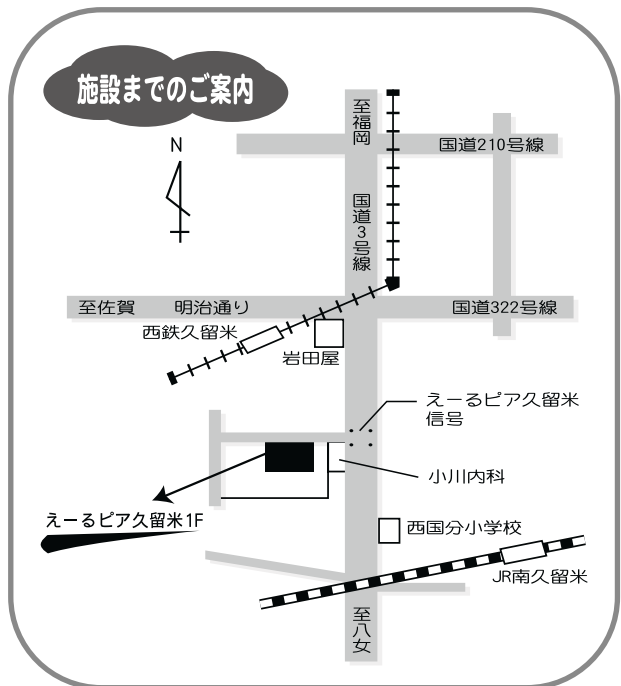 施設までのご案内
N
至福岡
国道210号線
国道3号線
至佐賀
明治通り
国道322号線
西鉄久留米
岩田屋
えーるピア久留米
信号
小川内科
えーるピア久留米1F
西国分小学校
JR南久留米
至八女